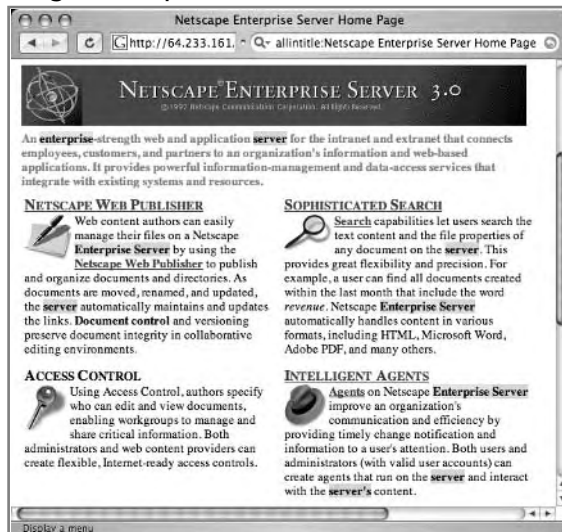 Netscape Enterprise Server Home Page
http://64.233.161.
allintitle:Netscape Enterprise Server Home Page
NETSCAPE ENTERPRISE SERVER 3.0
© 1997 Netscape Communications Corporation. All Rights Reserved.
An enterprise-strength web and application server for the intranet and extranet that connects
employees, customers, and partners to an organization's information and web-based
applications. It provides powerful information-management and data-access services that
integrate with existing systems and resources.
NETSCAPE WEB PUBLISHER
Web content authors can easily
manage their files on a Netscape
Enterprise Server by using the
Netscape Web Publisher to publish
and organize documents and directories. As
documents are moved, renamed, and updated,
the server automatically maintains and updates
the links. Document control and versioning
preserve document integrity in collaborative
editing environments.
SOPHISTICATED SEARCH
Search capabilities let users search the
text content and the file properties of
any document on the server. This
provides great flexibility and precision. For
example, a user can find all documents created
within the last month that include the word
revenue. Netscape Enterprise Server
automatically handles content in various
formats, including HTML, Microsoft Word,
Adobe PDF, and many others.
ACCESS CONTROL
Using Access Control, authors specify
who can edit and view documents,
enabling workgroups to manage and
share critical information. Both
administrators and web content providers can
create flexible, Internet-ready access controls.
INTELLIGENT AGENTS
Agents on Netscape Enterprise Server
improve an organization's
communication and efficiency by
providing timely change notification and
information to a user's attention. Both users and
administrators (with valid user accounts) can
create agents that run on the server and interact
with the server's content.
Display a menu